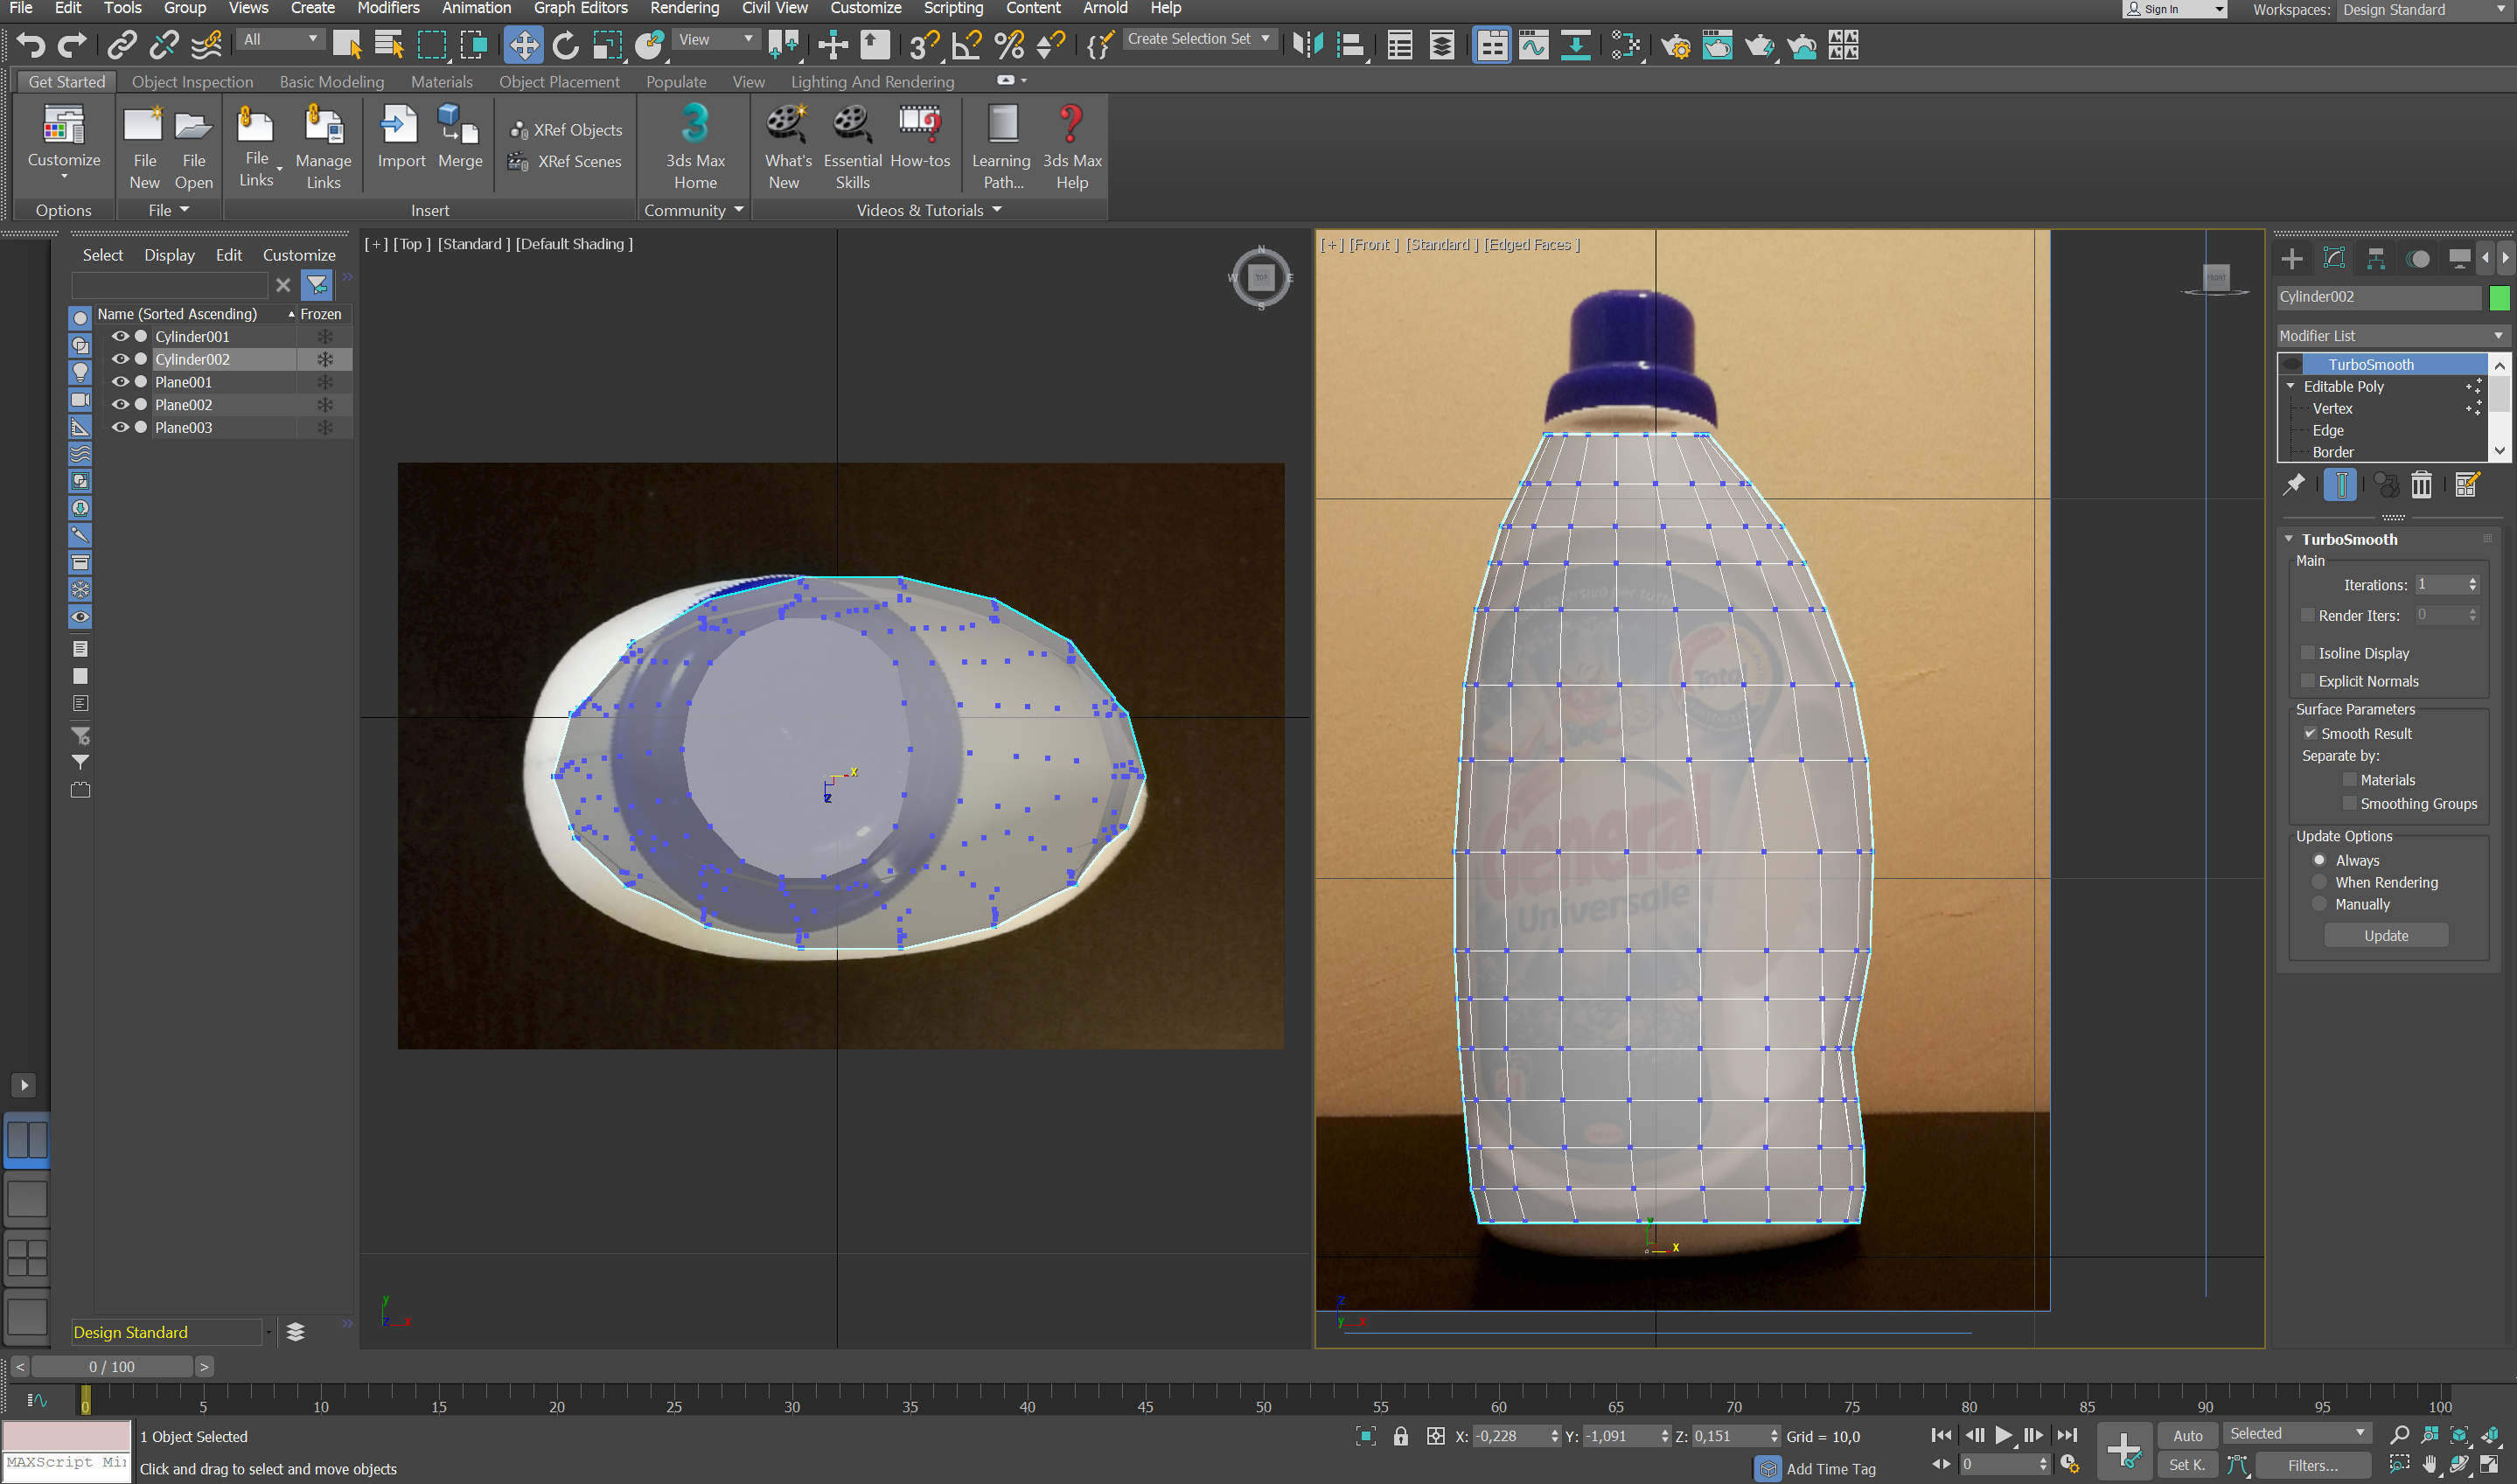 File Edit Tools Group Views Create Modifiers Animation Graph Editors Rendering Civil View Customize Scripting Content Arnold Help
Sign In Workspaces: Design Standard
All View Create Selection Set
Get Started Object Inspection Basic Modeling Materials Object Placement Populate View Lighting And Rendering
Customize
File New
File Open
File Links
Manage Links
Import
Merge
XRef Objects
XRef Scenes
3ds Max Home
What's New
Essential Skills
How-tos
Learning Path...
3ds Max Help
Options File Insert Community Videos & Tutorials
Select Display Edit Customize
Name (Sorted Ascending) Frozen
Cylinder001
Cylinder002
Plane001
Plane002
Plane003
Design Standard
[+] [Top ] [Standard ] [Default Shading ]
N
W TOP E
S
x
z
y
z x
[+] [Front ] [Standard ] [Edged Faces ]
FRONT
Total
General
Universale
y
x
z
y x
Cylinder002
Modifier List
TurboSmooth
Editable Poly
Vertex
Edge
Border
TurboSmooth
Main
Iterations: 1
Render Iters: 0
Isoline Display
Explicit Normals
Surface Parameters
Smooth Result
Separate by:
Materials
Smoothing Groups
Update Options
Always
When Rendering
Manually
Update
< 0 / 100 >
0 5 10 15 20 25 30 35 40 45 50 55 60 65 70 75 80 85 90 95 100
1 Object Selected
X: -0,228 Y: -1,091 Z: 0,151 Grid = 10,0
Auto Selected
MAXScript Mi
Click and drag to select and move objects
Add Time Tag
0
Set K. Filters...